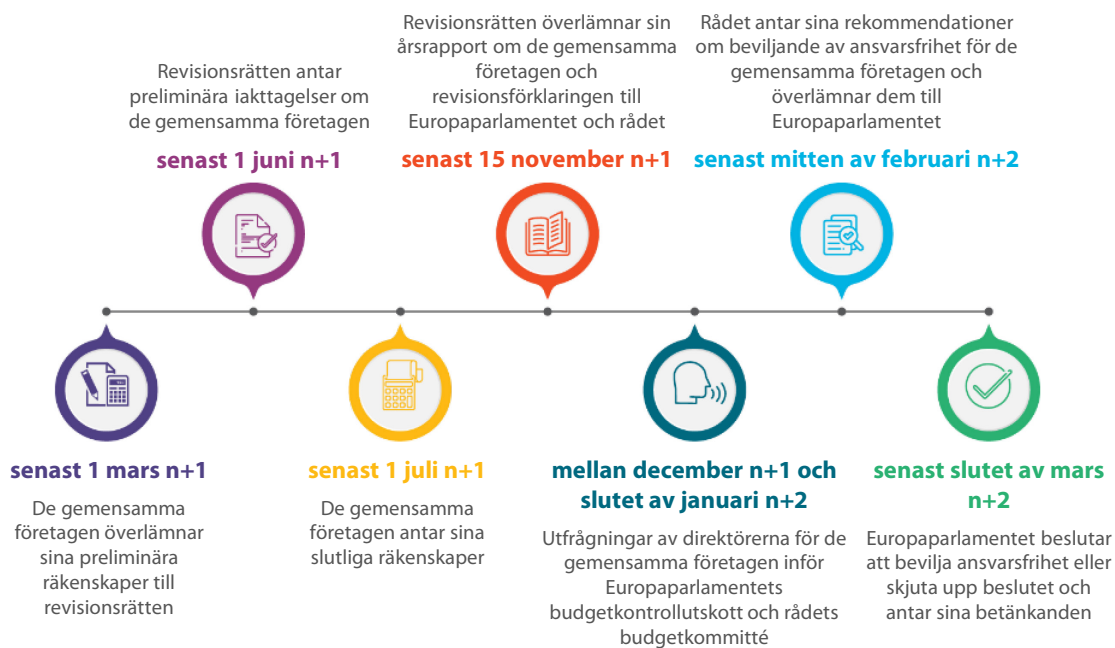 Revisionsrätten antar
preliminära iakttagelser om
de gemensamma företagen
senast 1 juni n+1
Revisionsrätten överlämnar sin
årsrapport om de gemensamma
företagen och
revisionsförklaringen till
Europaparlamentet och rådet
senast 15 november n+1
Rådet antar sina rekommendationer
om beviljande av ansvarsfrihet för de
gemensamma företagen och
överlämnar dem till
Europaparlamentet
senast mitten av februari n+2
senast 1 mars n+1
De gemensamma
företagen överlämnar
sina preliminära
räkenskaper till
revisionsrätten
senast 1 juli n+1
De gemensamma
företagen antar sina
slutliga räkenskaper
mellan december n+1 och
slutet av januari n+2
Utfrågningar av direktörerna för de
gemensamma företagen inför
Europaparlamentets
budgetkontrollutskott och rådets
budgetkommitté
senast slutet av mars
n+2
Europaparlamentet beslutar
att bevilja ansvarsfrihet eller
skjuta upp beslutet och
antar sina betänkanden